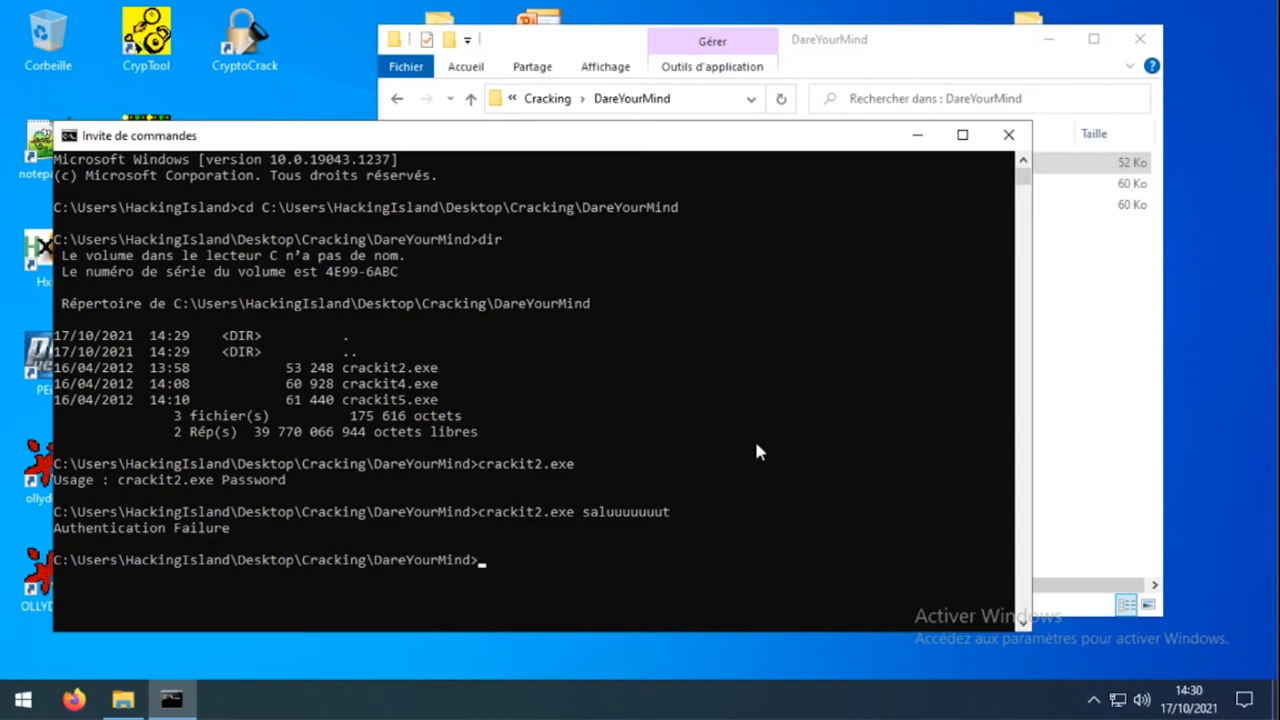 Corbeille
CrypTool
CryptoCrack
Gérer
DareYourMind
Fichier
Accueil
Partage
Affichage
Outils d'application
« Cracking › DareYourMind
Rechercher dans : DareYourMind
Taille
52 Ko
60 Ko
60 Ko
notepa
Hx
PEi
ollyd
OLLYD
Invite de commandes
Microsoft Windows [version 10.0.19043.1237]
(c) Microsoft Corporation. Tous droits réservés.
C:\Users\HackingIsland>cd C:\Users\HackingIsland\Desktop\Cracking\DareYourMind
C:\Users\HackingIsland\Desktop\Cracking\DareYourMind>dir
Le volume dans le lecteur C n'a pas de nom.
Le numéro de série du volume est 4E99-6ABC
Répertoire de C:\Users\HackingIsland\Desktop\Cracking\DareYourMind
17/10/2021 14:29 <DIR> .
17/10/2021 14:29 <DIR> ..
16/04/2012 13:58 53 248 crackit2.exe
16/04/2012 14:08 60 928 crackit4.exe
16/04/2012 14:10 61 440 crackit5.exe
3 fichier(s) 175 616 octets
2 Rép(s) 39 770 066 944 octets libres
C:\Users\HackingIsland\Desktop\Cracking\DareYourMind>crackit2.exe
Usage : crackit2.exe Password
C:\Users\HackingIsland\Desktop\Cracking\DareYourMind>crackit2.exe saluuuuuuut
Authentication Failure
C:\Users\HackingIsland\Desktop\Cracking\DareYourMind>
Activer Windows
Accédez aux paramètres pour activer Windows.
14:30
17/10/2021